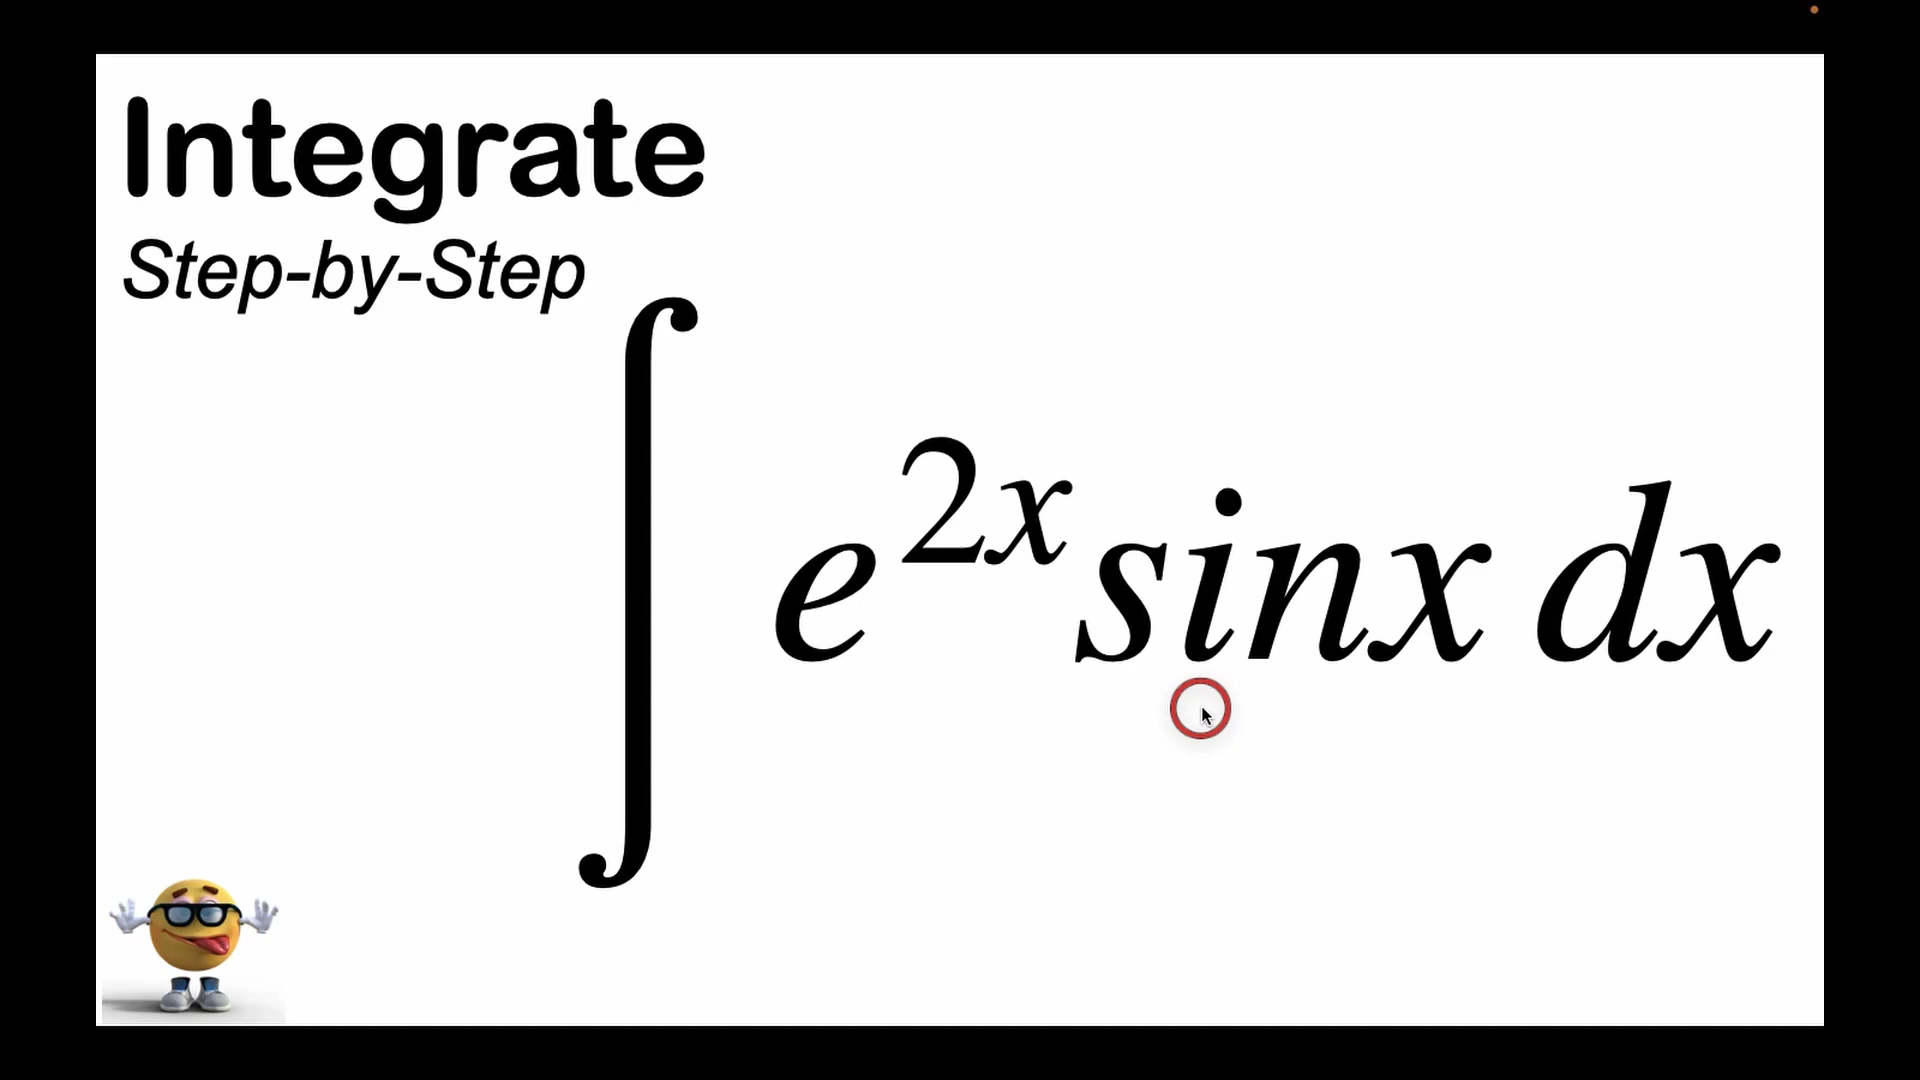 Integrate
Step-by-Step
∫ e^{2x} sinx dx